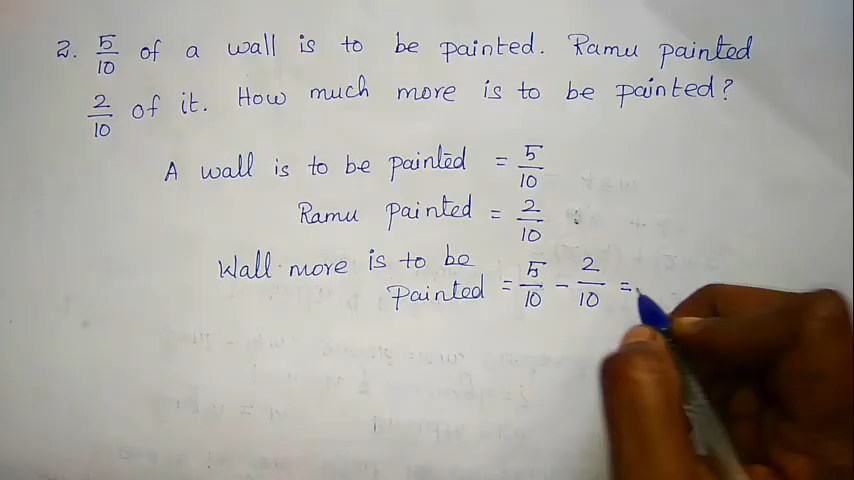 2. 5/10 of a wall is to be painted. Ramu painted
2/10 of it. How much more is to be painted?
A wall is to be painted = 5/10
Ramu painted = 2/10
Wall more is to be
painted = 5/10 - 2/10 =